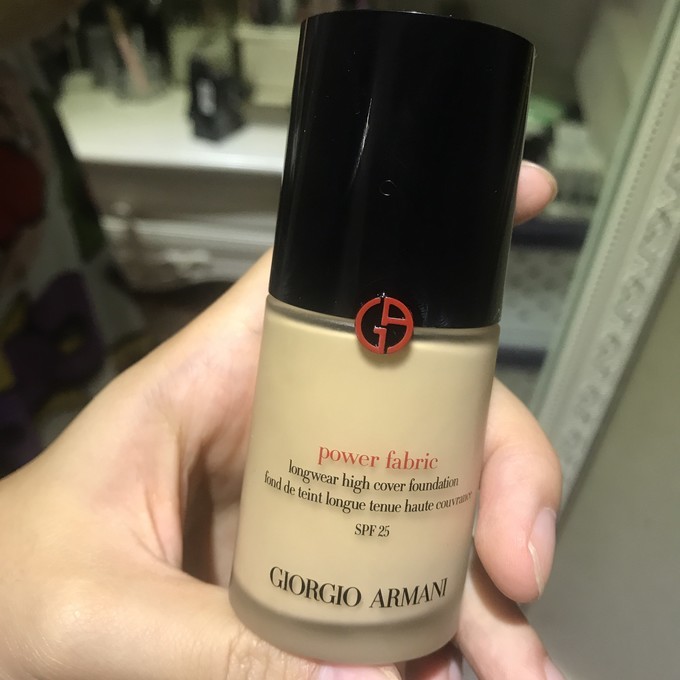 power fabric
longwear high cover foundation
fond de teint longue tenue haute couvrance
SPF 25
GIORGIO ARMANI